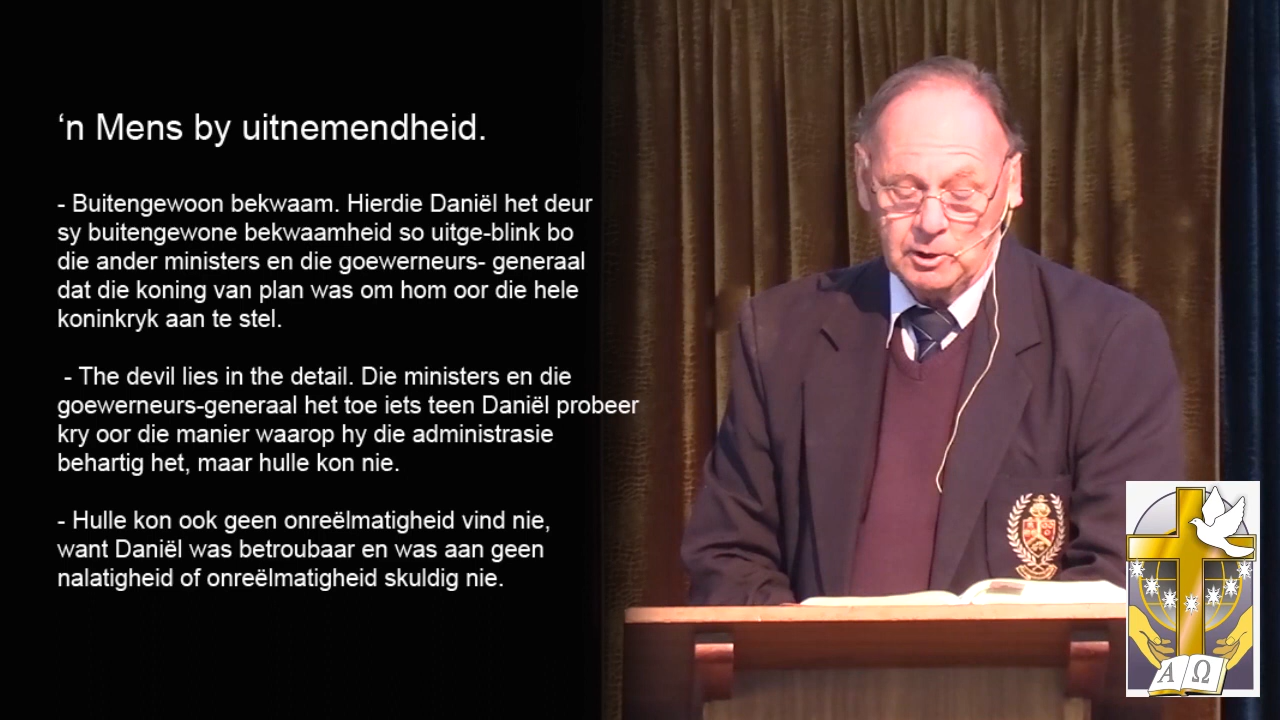 ‘n Mens by uitnemendheid.
- Buitengewoon bekwaam. Hierdie Daniël het deur
sy buitengewone bekwaamheid so uitge-blink bo
die ander ministers en die goewerneurs- generaal
dat die koning van plan was om hom oor die hele
koninkryk aan te stel.
- The devil lies in the detail. Die ministers en die
goewerneurs-generaal het toe iets teen Daniël probeer
kry oor die manier waarop hy die administrasie
behartig het, maar hulle kon nie.
- Hulle kon ook geen onreëlmatigheid vind nie,
want Daniël was betroubaar en was aan geen
nalatigheid of onreëlmatigheid skuldig nie.
Α Ω